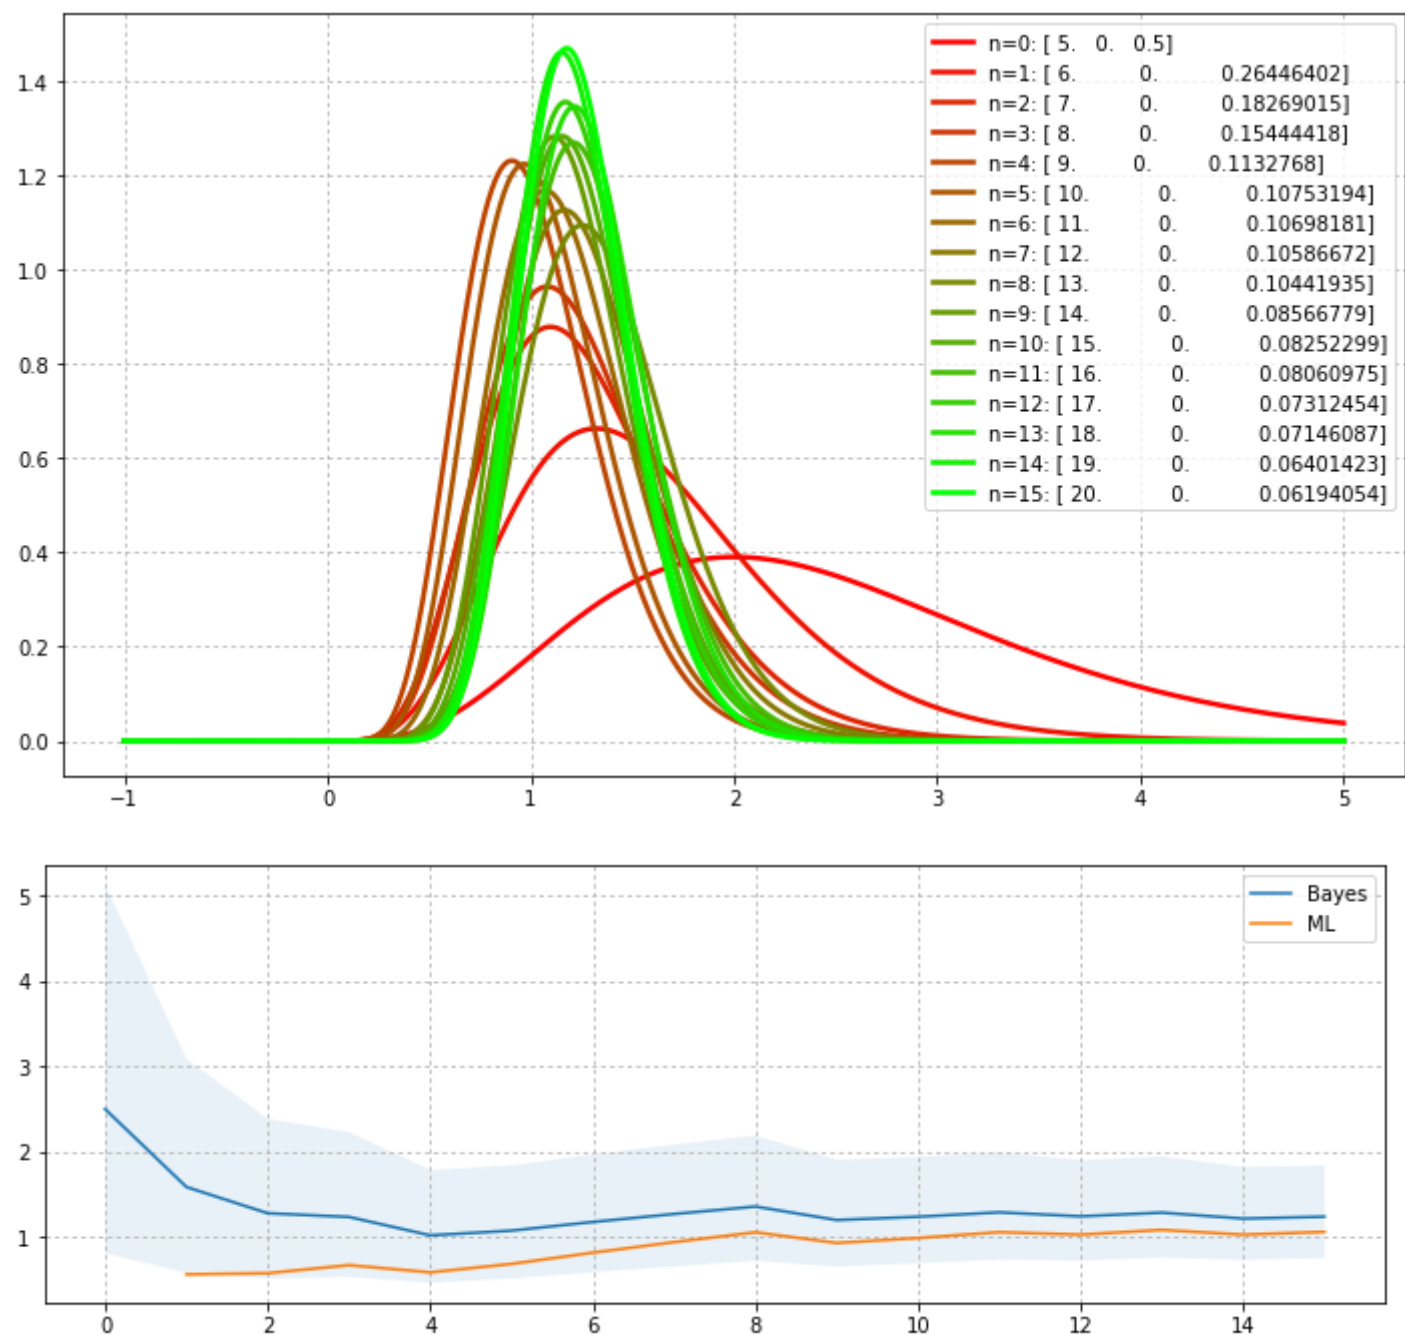 n=0: [ 5. 0. 0.5]
n=1: [ 6. 0. 0.26446402]
n=2: [ 7. 0. 0.18269015]
n=3: [ 8. 0. 0.15444418]
n=4: [ 9. 0. 0.1132768]
n=5: [ 10. 0. 0.10753194]
n=6: [ 11. 0. 0.10698181]
n=7: [ 12. 0. 0.10586672]
n=8: [ 13. 0. 0.10441935]
n=9: [ 14. 0. 0.08566779]
n=10: [ 15. 0. 0.08252299]
n=11: [ 16. 0. 0.08060975]
n=12: [ 17. 0. 0.07312454]
n=13: [ 18. 0. 0.07146087]
n=14: [ 19. 0. 0.06401423]
n=15: [ 20. 0. 0.06194054]
1.4
1.2
1.0
0.8
0.6
0.4
0.2
0.0
−1 0 1 2 3 4 5
Bayes
ML
5
4
3
2
1
0 2 4 6 8 10 12 14